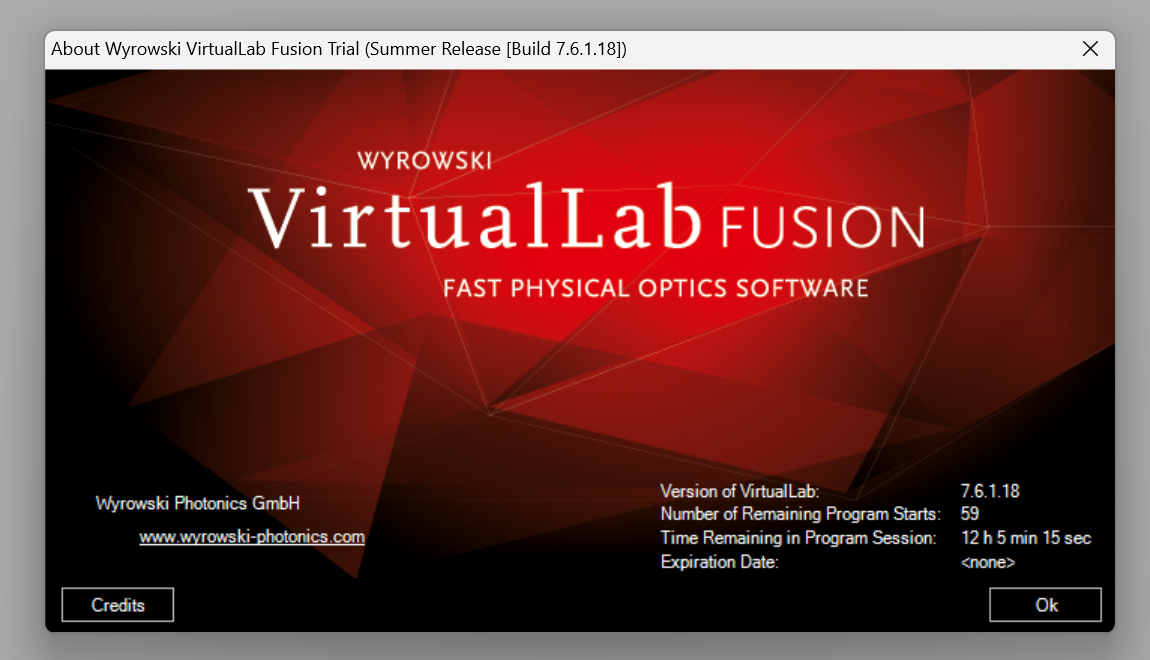 About Wyrowski VirtualLab Fusion Trial (Summer Release [Build 7.6.1.18])
WYROWSKI
VirtualLab FUSION
FAST PHYSICAL OPTICS SOFTWARE
Wyrowski Photonics GmbH
www.wyrowski-photonics.com
Version of VirtualLab: 7.6.1.18
Number of Remaining Program Starts: 59
Time Remaining in Program Session: 12 h 5 min 15 sec
Expiration Date: <none>
Credits
Ok